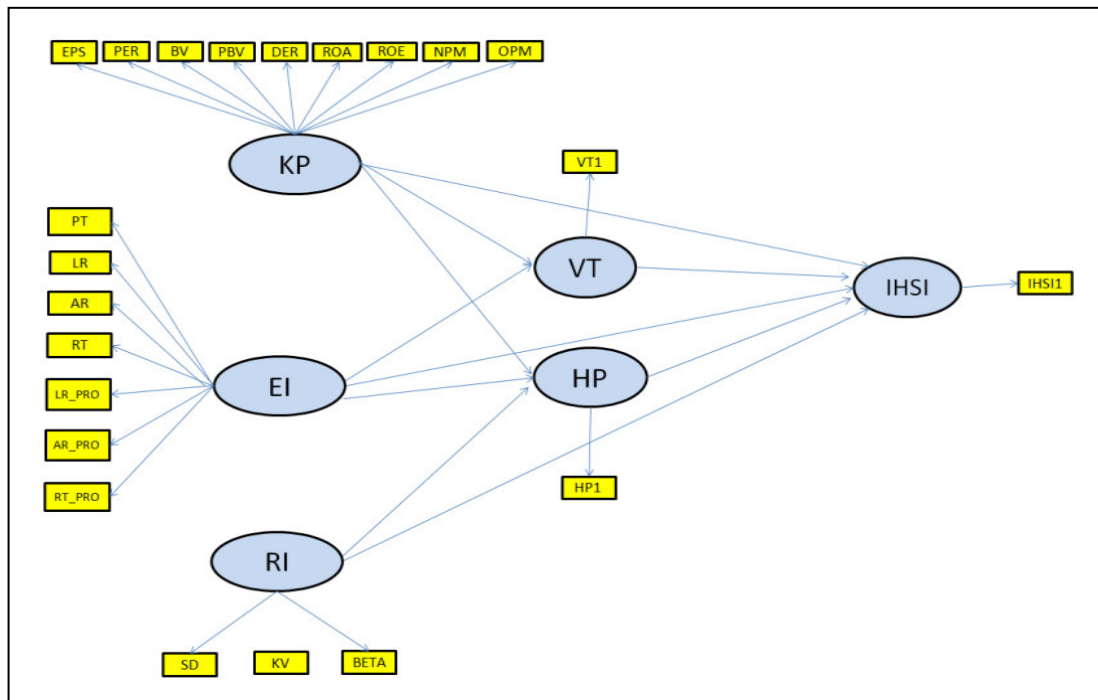 EPS PER BV PBV DER ROA ROE NPM OPM
KP
VT1
PT
LR
AR
RT
LR_PRO
AR_PRO
RT_PRO
EI
VT
HP
IHSI
IHSI1
HP1
RI
SD KV BETA